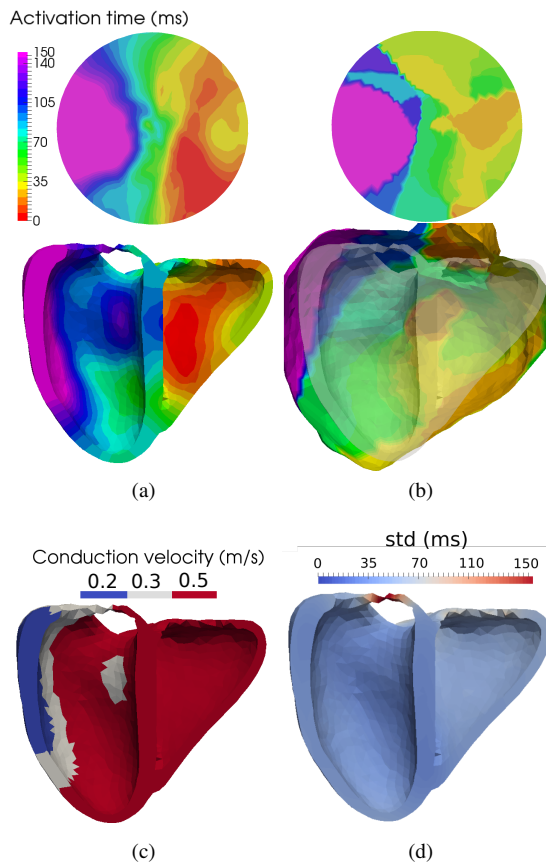 Activation time (ms)
150
140
105
70
35
0
(a)
(b)
Conduction velocity (m/s)
0.2 0.3 0.5
std (ms)
0 35 70 110 150
(c)
(d)